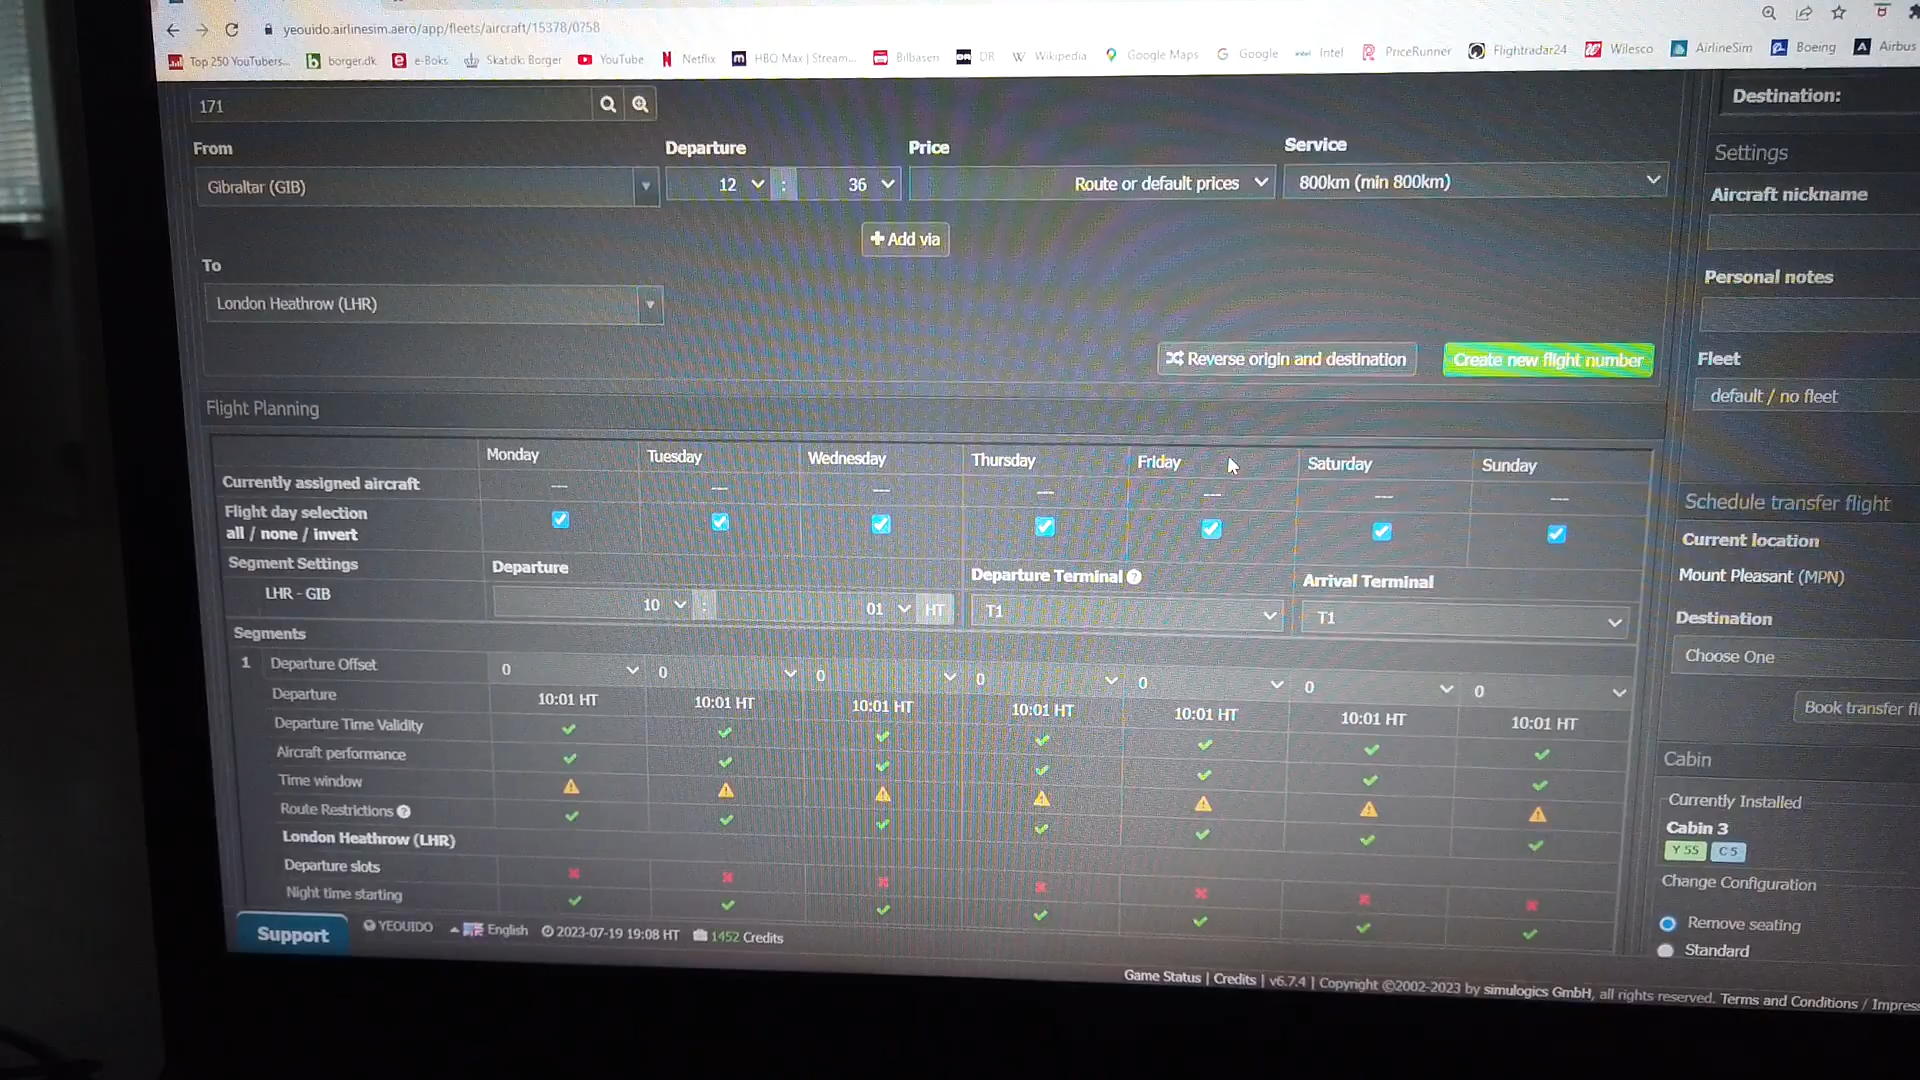 yeouido.airlinesim.aero/app/fleets/aircraft/15378/0?58
Top 250 YouTubers... borger.dk e-Boks Skat.dk: Borger YouTube Netflix HBO Max | Stream... Bilbasen DR Wikipedia Google Maps Google Intel PriceRunner Flightradar24 Wilesco AirlineSim Boeing Airbus
171
From Departure Price Service
Gibraltar (GIB) 12 : 36 Route or default prices 800km (min 800km)
Add via
To
London Heathrow (LHR)
Reverse origin and destination Create new flight number
Flight Planning
Monday Tuesday Wednesday Thursday Friday Saturday Sunday
Currently assigned aircraft --- --- --- --- --- --- ---
Flight day selection
all / none / invert
Segment Settings Departure Departure Terminal Arrival Terminal
LHR - GIB 10 : 01 HT T1 T1
Segments
1 Departure Offset 0 0 0 0 0 0 0
Departure 10:01 HT 10:01 HT 10:01 HT 10:01 HT 10:01 HT 10:01 HT 10:01 HT
Departure Time Validity
Aircraft performance
Time window
Route Restrictions
London Heathrow (LHR)
Departure slots
Night time starting
Support YEOUIDO English 2023-07-19 19:08 HT 1452 Credits
Game Status | Credits | v6.7.4 | Copyright ©2002-2023 by simulogics GmbH, all rights reserved. Terms and Conditions / Impress
Destination:
Settings
Aircraft nickname
Personal notes
Fleet
default / no fleet
Schedule transfer flight
Current location
Mount Pleasant (MPN)
Destination
Choose One
Book transfer fli
Cabin
Currently Installed
Cabin 3
Y 55 C 5
Change Configuration
Remove seating
Standard